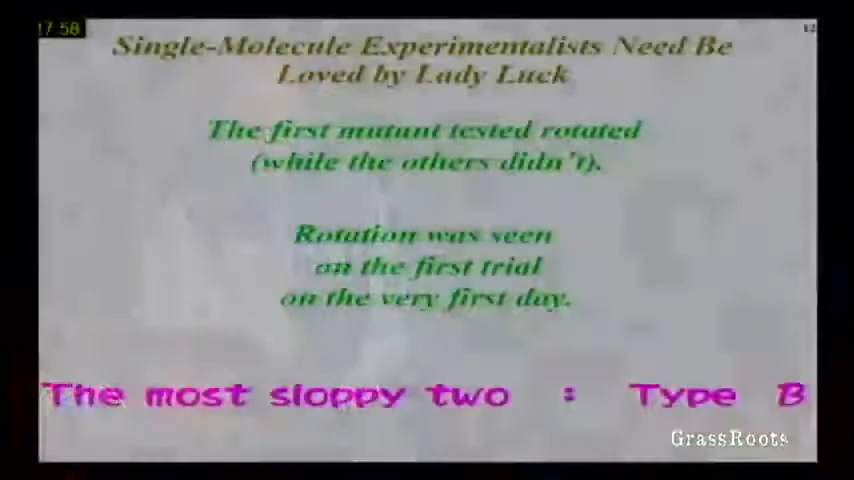 17:58
Single-Molecule Experimentalists Need Be
Loved by Lady Luck
The first mutant tested rotated
(while the others didn't).
Rotation was seen
on the first trial
on the very first day.
The most sloppy two : Type B
GrassRoots